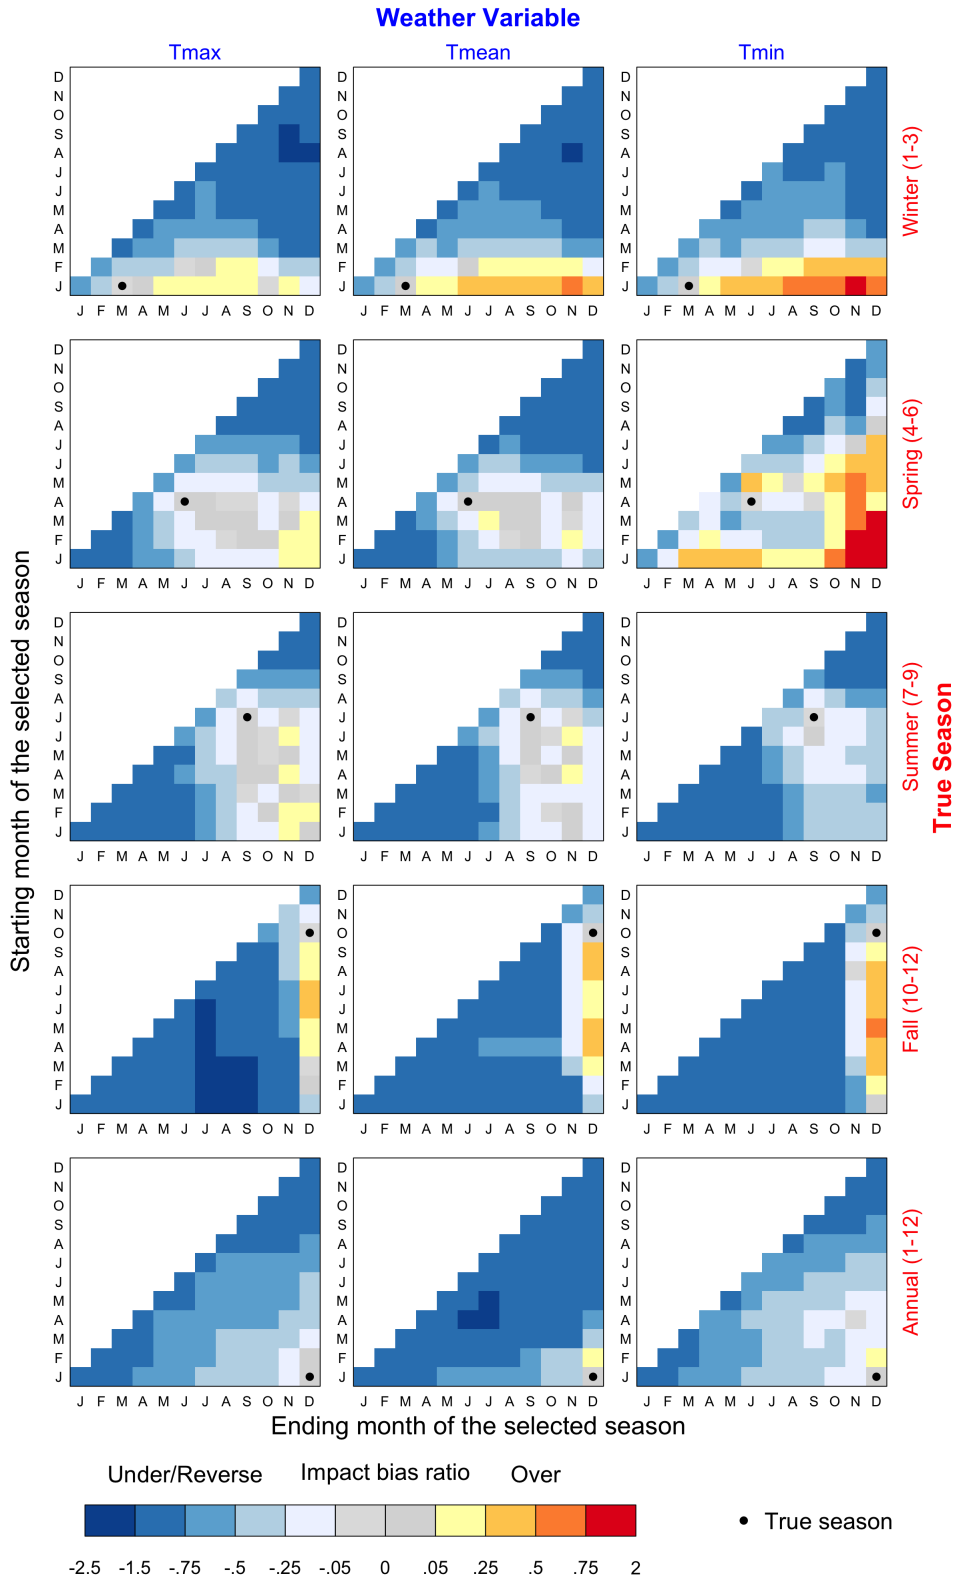 Weather Variable
Tmax Tmean Tmin
D
N
O
S
A
J
J
M
A
M
F
J
J F M A M J J A S O N D
D
N
O
S
A
J
J
M
A
M
F
J
J F M A M J J A S O N D
D
N
O
S
A
J
J
M
A
M
F
J
J F M A M J J A S O N D
Winter (1-3)
D
N
O
S
A
J
J
M
A
M
F
J
J F M A M J J A S O N D
D
N
O
S
A
J
J
M
A
M
F
J
J F M A M J J A S O N D
D
N
O
S
A
J
J
M
A
M
F
J
J F M A M J J A S O N D
Spring (4-6)
D
N
O
S
A
J
J
M
A
M
F
J
J F M A M J J A S O N D
D
N
O
S
A
J
J
M
A
M
F
J
J F M A M J J A S O N D
D
N
O
S
A
J
J
M
A
M
F
J
J F M A M J J A S O N D
Summer (7-9)
D
N
O
S
A
J
J
M
A
M
F
J
J F M A M J J A S O N D
D
N
O
S
A
J
J
M
A
M
F
J
J F M A M J J A S O N D
D
N
O
S
A
J
J
M
A
M
F
J
J F M A M J J A S O N D
Fall (10-12)
D
N
O
S
A
J
J
M
A
M
F
J
J F M A M J J A S O N D
D
N
O
S
A
J
J
M
A
M
F
J
J F M A M J J A S O N D
D
N
O
S
A
J
J
M
A
M
F
J
J F M A M J J A S O N D
Annual (1-12)
Starting month of the selected season
True Season
Ending month of the selected season
Under/Reverse Impact bias ratio Over
-2.5 -1.5 -.75 -.5 -.25 -.05 0 .05 .25 .5 .75 2
True season